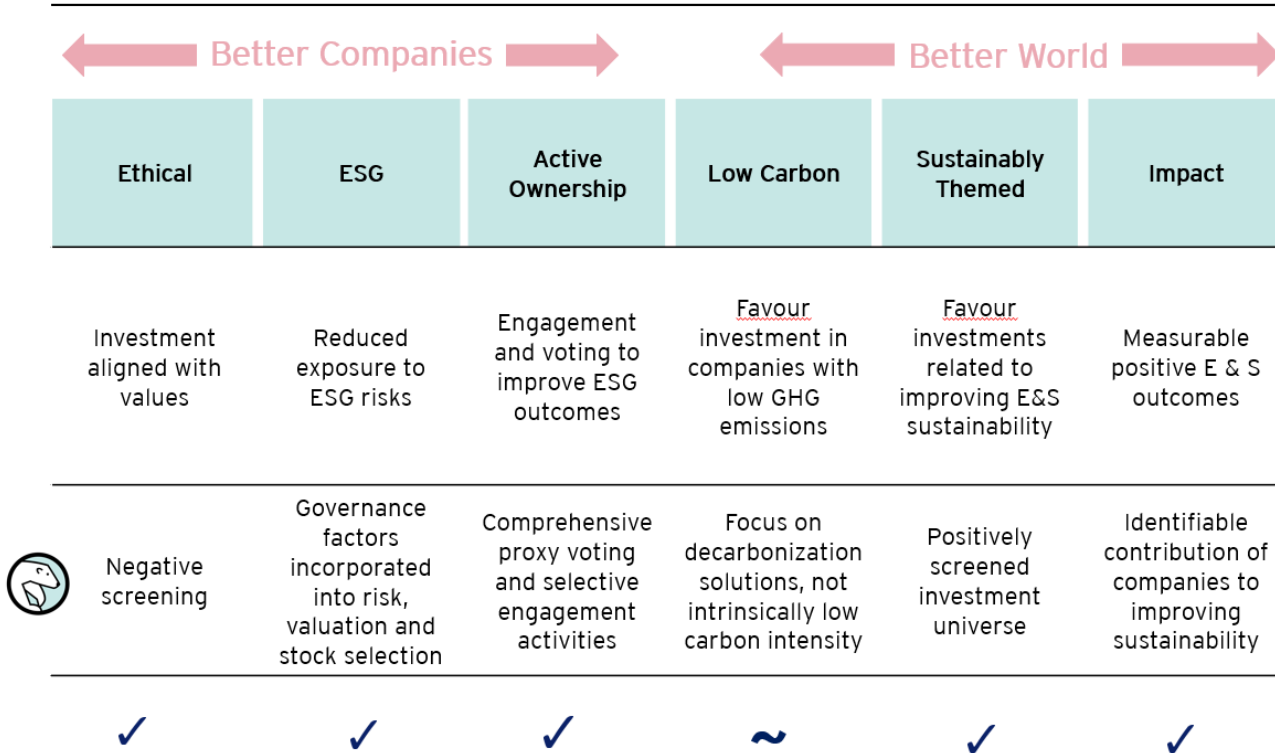 Better Companies
Better World
Ethical
ESG
Active
Ownership
Low Carbon
Sustainably
Themed
Impact
Investment
aligned with
values
Reduced
exposure to
ESG risks
Engagement
and voting to
improve ESG
outcomes
Favour
investment in
companies with
low GHG
emissions
Favour
investments
related to
improving E&S
sustainability
Measurable
positive E & S
outcomes
Negative
screening
Governance
factors
incorporated
into risk,
valuation and
stock selection
Comprehensive
proxy voting
and selective
engagement
activities
Focus on
decarbonization
solutions, not
intrinsically low
carbon intensity
Positively
screened
investment
universe
Identifiable
contribution of
companies to
improving
sustainability
✓ ✓ ✓ ~ ✓ ✓